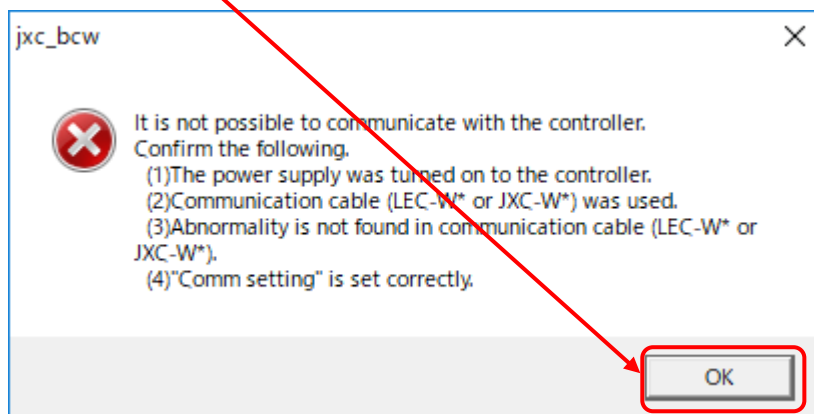 jxc_bcw
It is not possible to communicate with the controller.
Confirm the following.
(1)The power supply was turned on to the controller.
(2)Communication cable (LEC-W* or JXC-W*) was used.
(3)Abnormality is not found in communication cable (LEC-W* or
JXC-W*).
(4)"Comm setting" is set correctly.
OK